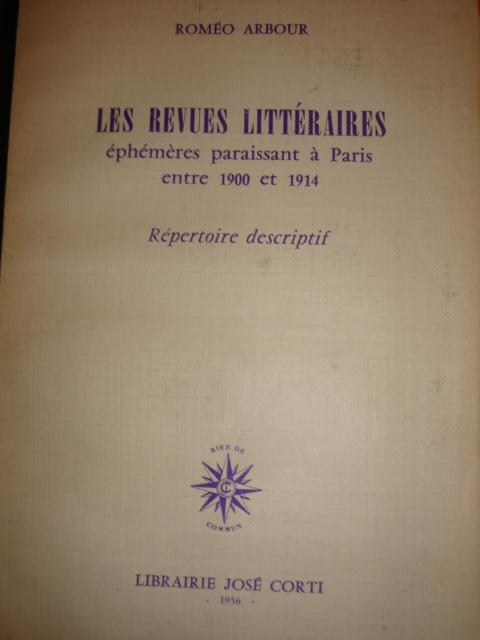 ROMÉO ARBOUR
LES REVUES LITTÉRAIRES
éphémères paraissant à Paris
entre 1900 et 1914
Répertoire descriptif
RIEN DE
COMMUN
LIBRAIRIE JOSÉ CORTI
- 1956 -